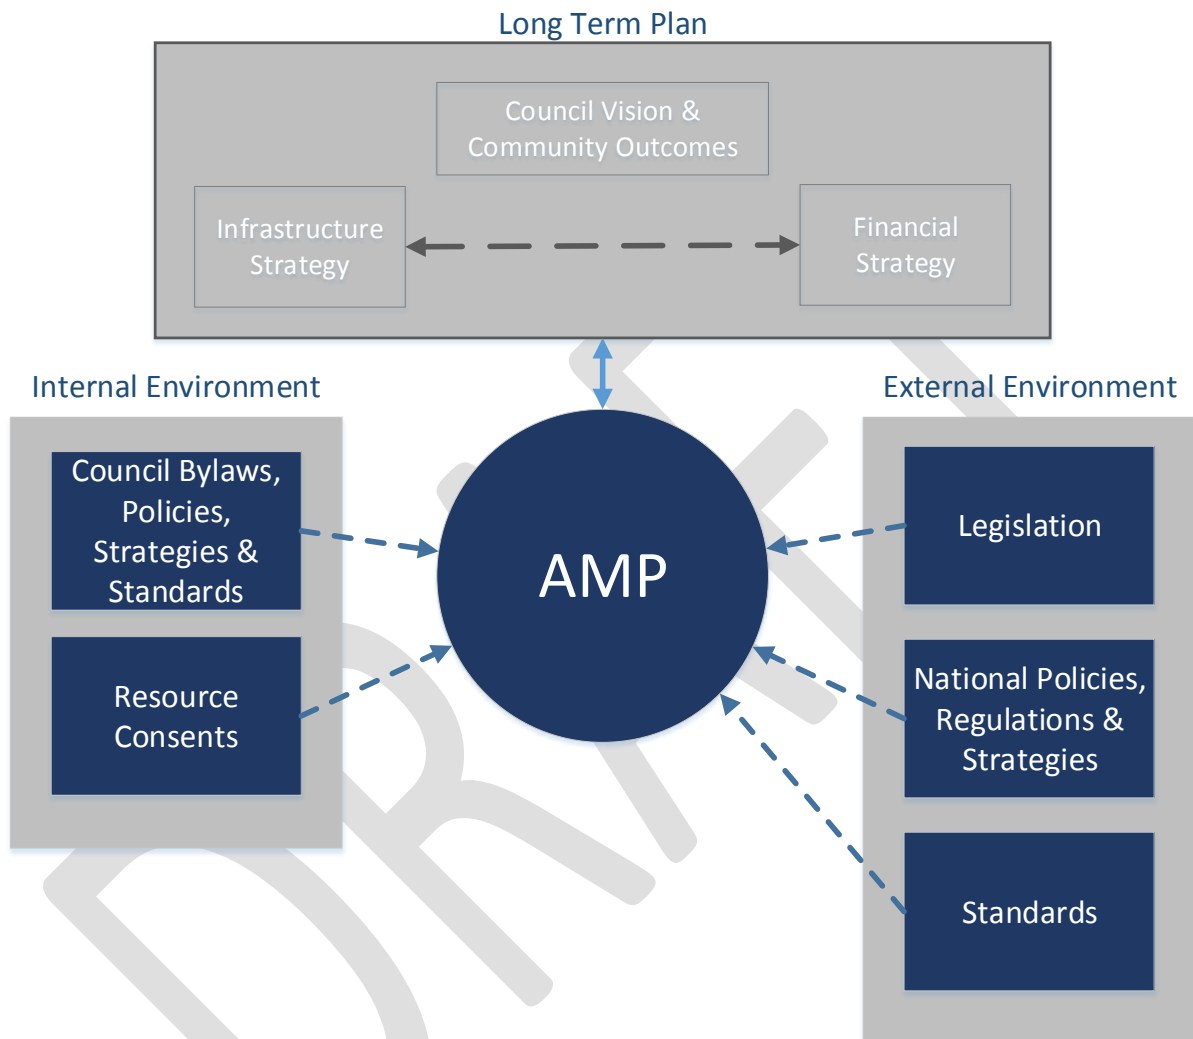 Long Term Plan
Council Vision &
Community Outcomes
Infrastructure
Strategy
Financial
Strategy
Internal Environment
Council Bylaws,
Policies,
Strategies &
Standards
Resource
Consents
AMP
External Environment
Legislation
National Policies,
Regulations &
Strategies
Standards
DRAFT